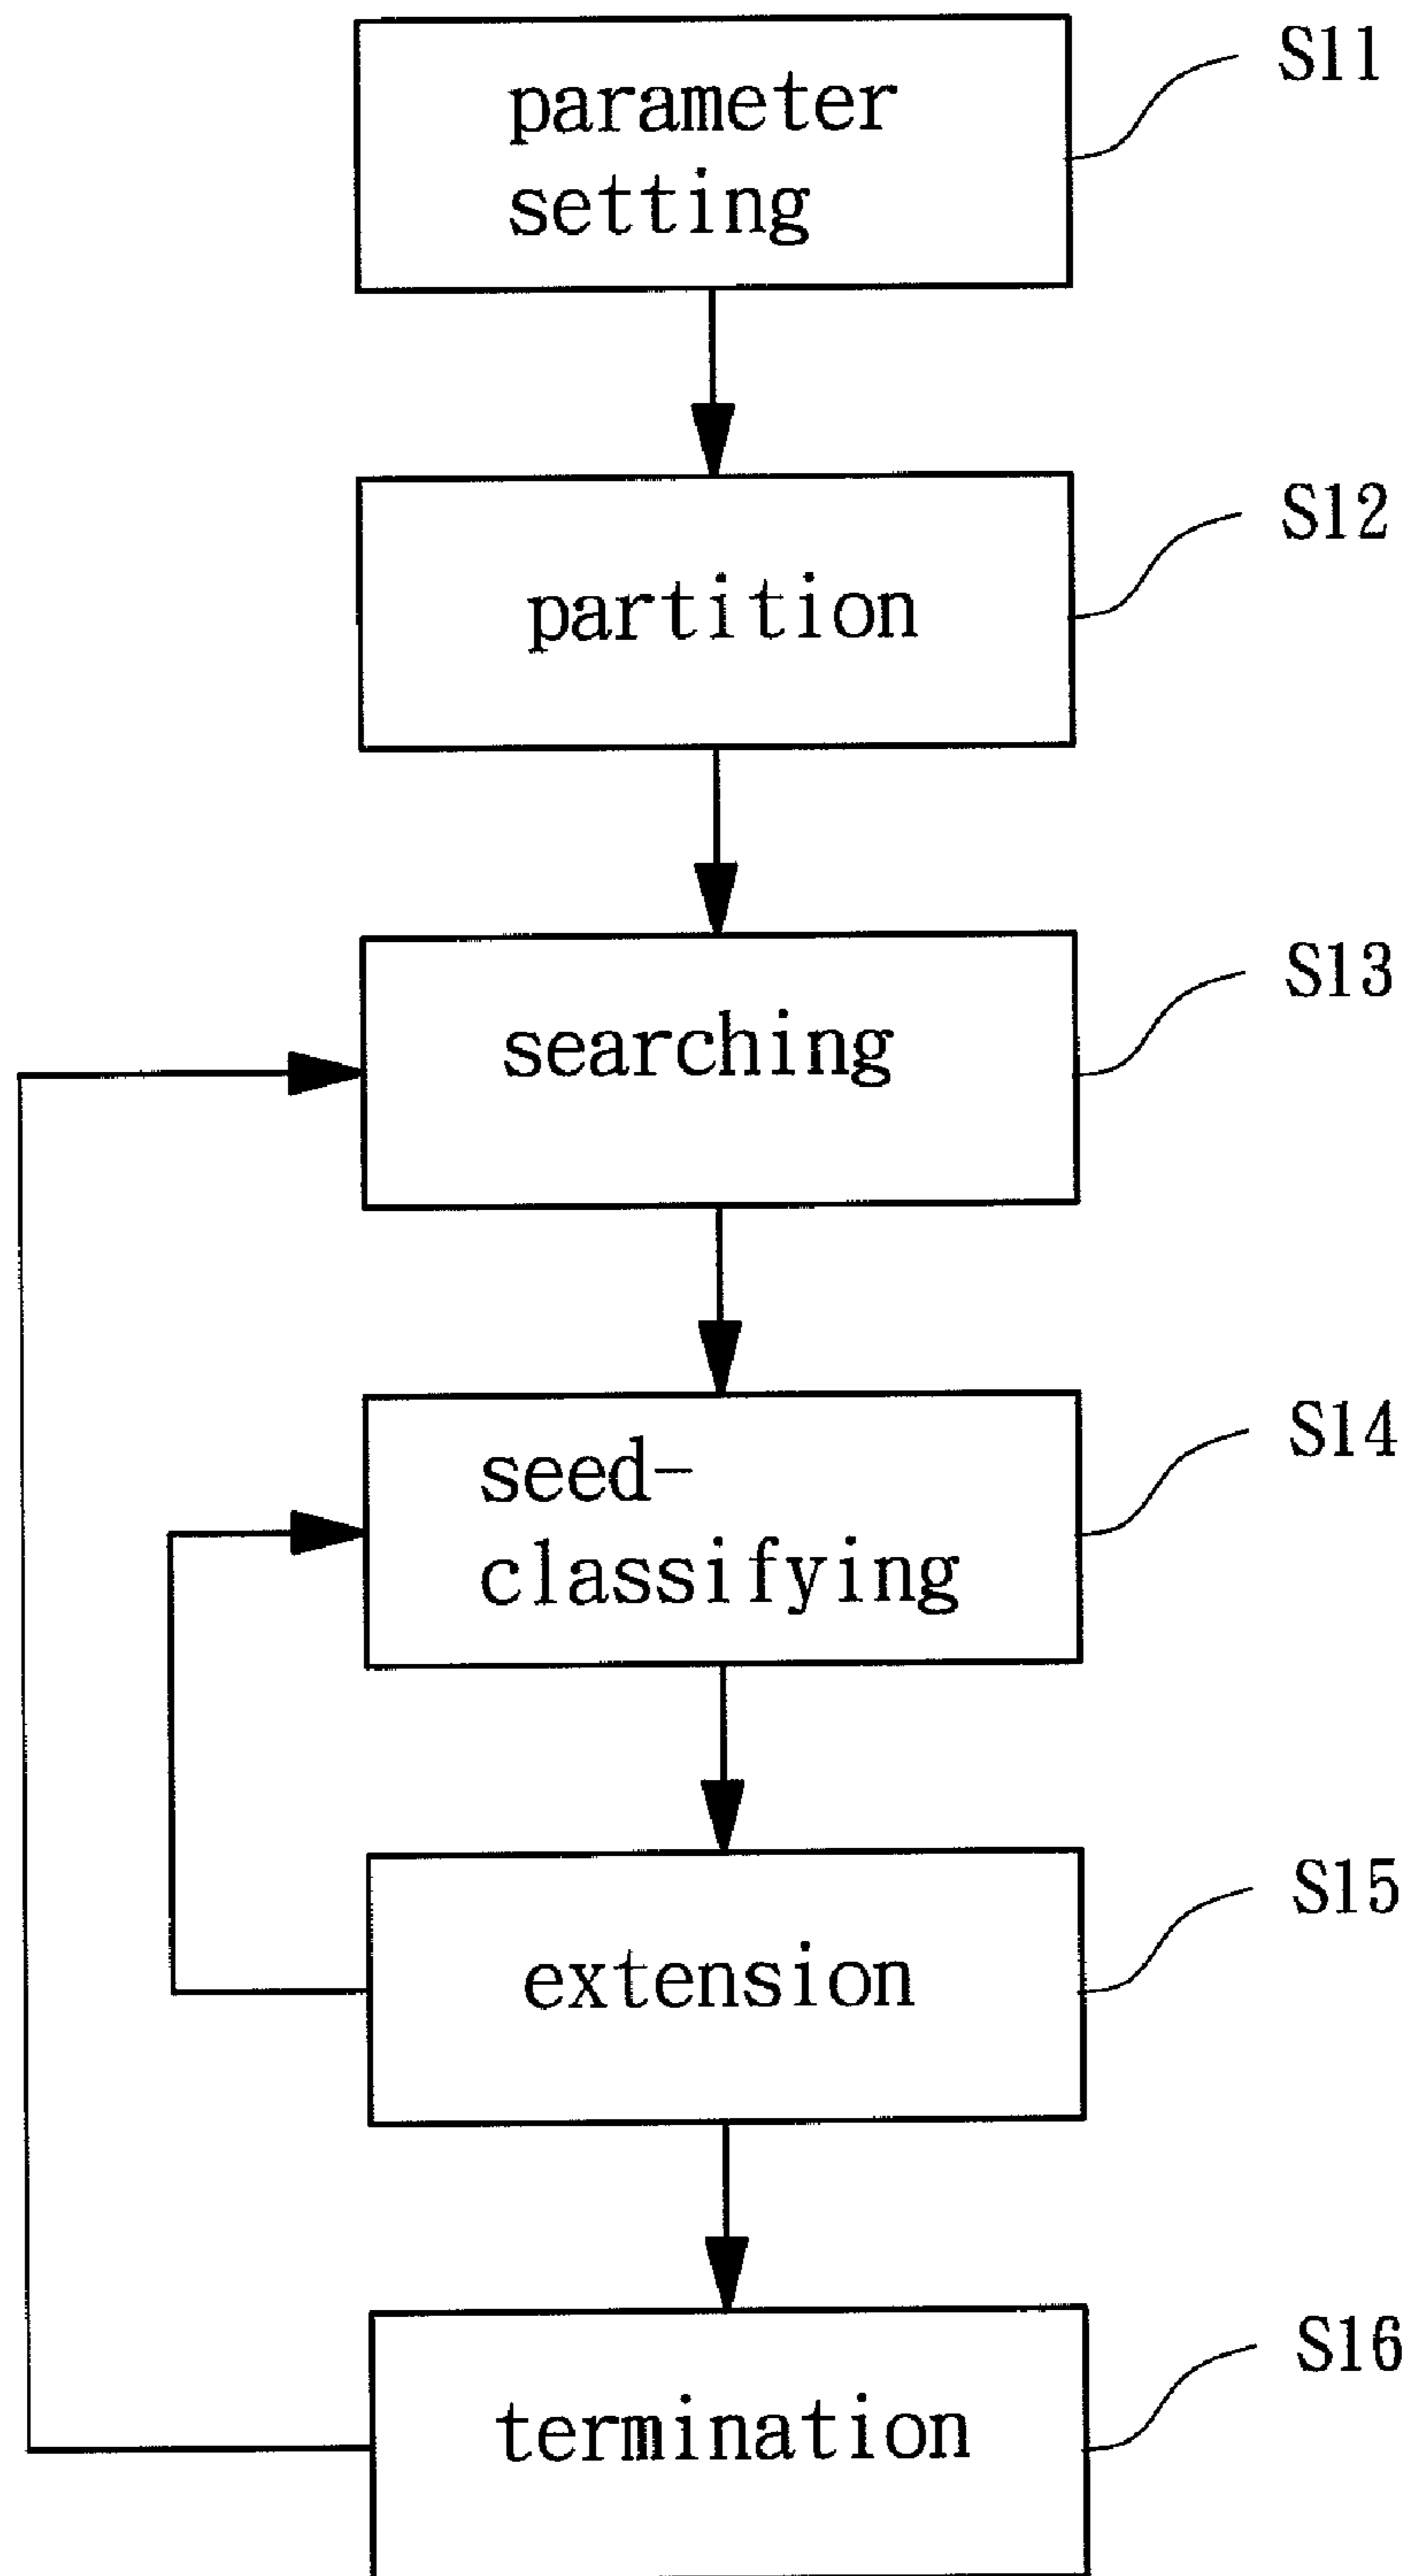 parameter
setting
S11
partition
S12
searching
S13
seed-
classifying
S14
extension
S15
termination
S16